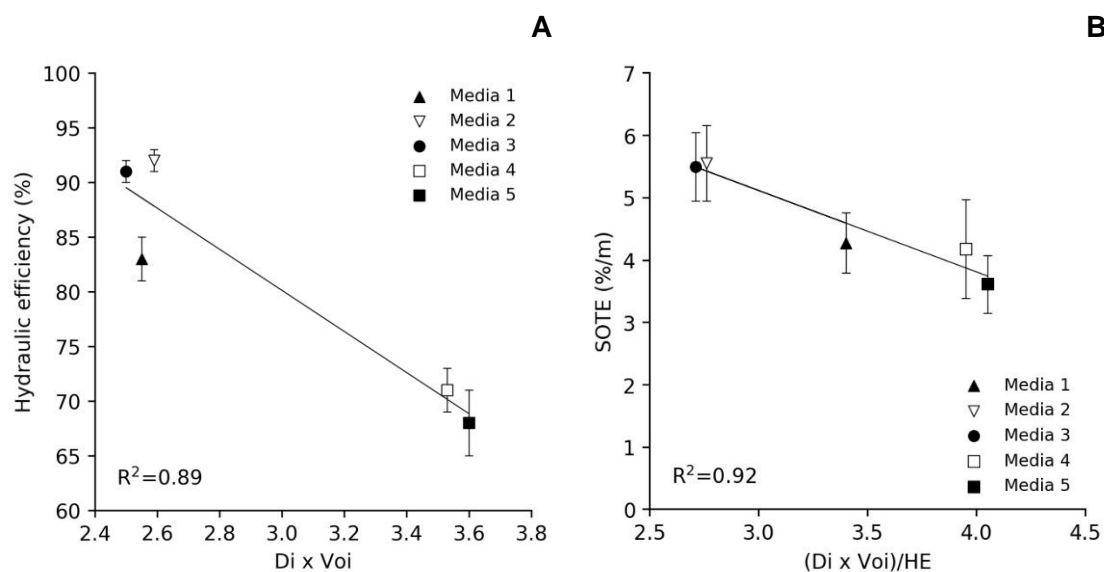 A
Hydraulic efficiency (%)
100
95
90
85
80
75
70
65
60
2.4 2.6 2.8 3.0 3.2 3.4 3.6 3.8
Di x Voi
Media 1
Media 2
Media 3
Media 4
Media 5
R²=0.89
B
SOTE (%/m)
7
6
5
4
3
2
1
0
2.5 3.0 3.5 4.0 4.5
(Di x Voi)/HE
Media 1
Media 2
Media 3
Media 4
Media 5
R²=0.92